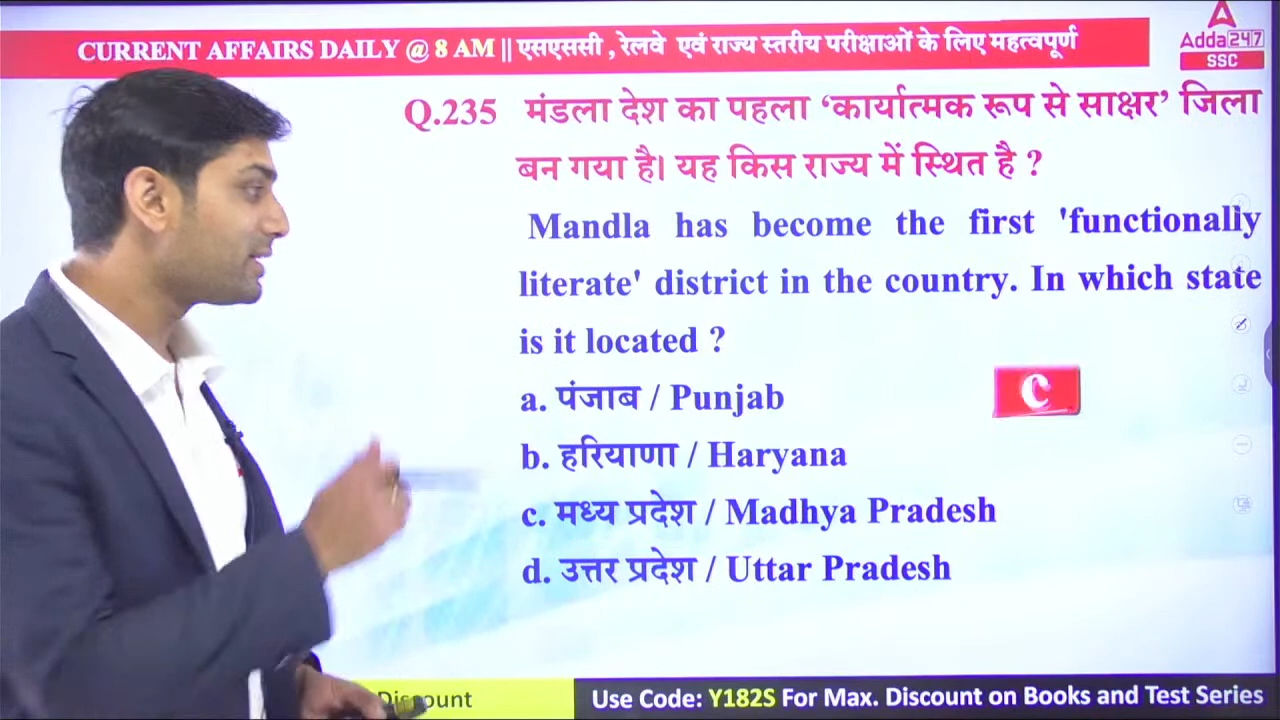 CURRENT AFFAIRS DAILY @ 8 AM || एसएससी , रेलवे एवं राज्य स्तरीय परीक्षाओं के लिए महत्वपूर्ण
Adda247
SSC
Q.235 मंडला देश का पहला ‘कार्यात्मक रूप से साक्षर’ जिला
बन गया है। यह किस राज्य में स्थित है ?
Mandla has become the first 'functionally
literate' district in the country. In which state
is it located ?
a. पंजाब / Punjab
C
b. हरियाणा / Haryana
c. मध्य प्रदेश / Madhya Pradesh
d. उत्तर प्रदेश / Uttar Pradesh
Discount
Use Code: Y182S For Max. Discount on Books and Test Series